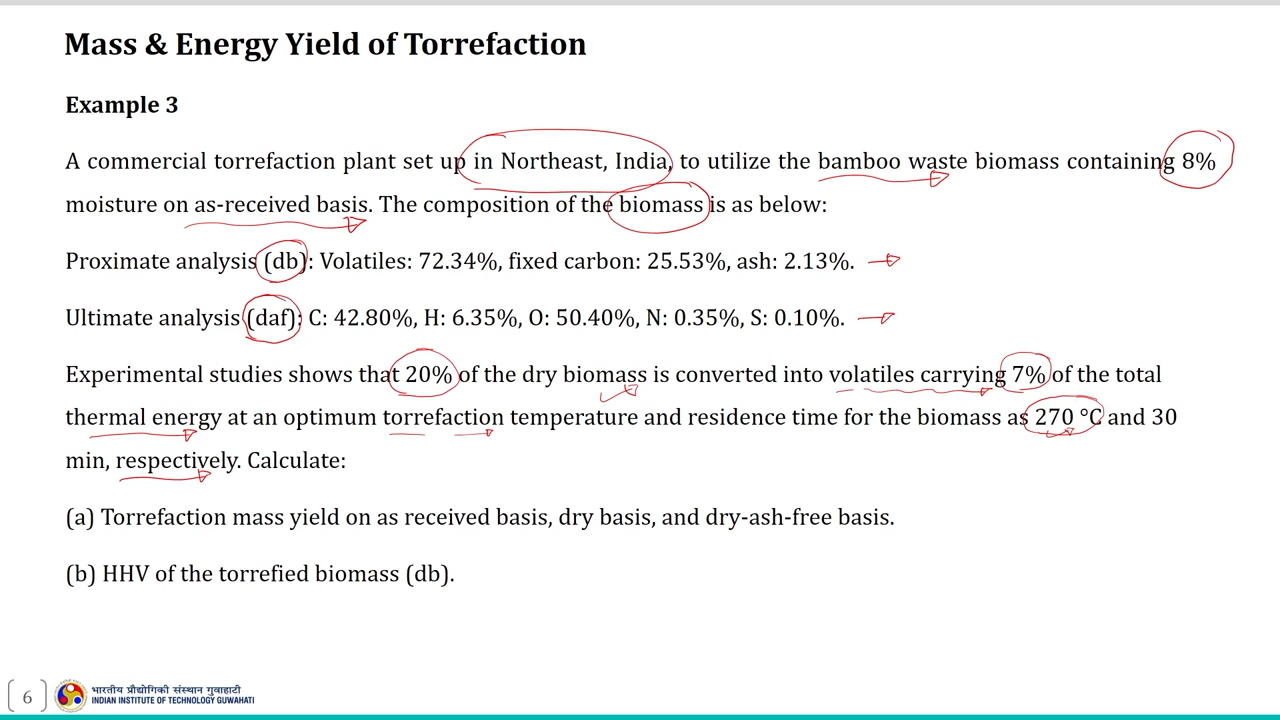 Mass & Energy Yield of Torrefaction
Example 3
A commercial torrefaction plant set up in Northeast, India, to utilize the bamboo waste biomass containing 8%
moisture on as-received basis. The composition of the biomass is as below:
Proximate analysis (db): Volatiles: 72.34%, fixed carbon: 25.53%, ash: 2.13%.
Ultimate analysis (daf): C: 42.80%, H: 6.35%, O: 50.40%, N: 0.35%, S: 0.10%.
Experimental studies shows that 20% of the dry biomass is converted into volatiles carrying 7% of the total
thermal energy at an optimum torrefaction temperature and residence time for the biomass as 270 °C and 30
min, respectively. Calculate:
(a) Torrefaction mass yield on as received basis, dry basis, and dry-ash-free basis.
(b) HHV of the torrefied biomass (db).
6
भारतीय प्रौद्योगिकी संस्थान गुवाहाटी
INDIAN INSTITUTE OF TECHNOLOGY GUWAHATI